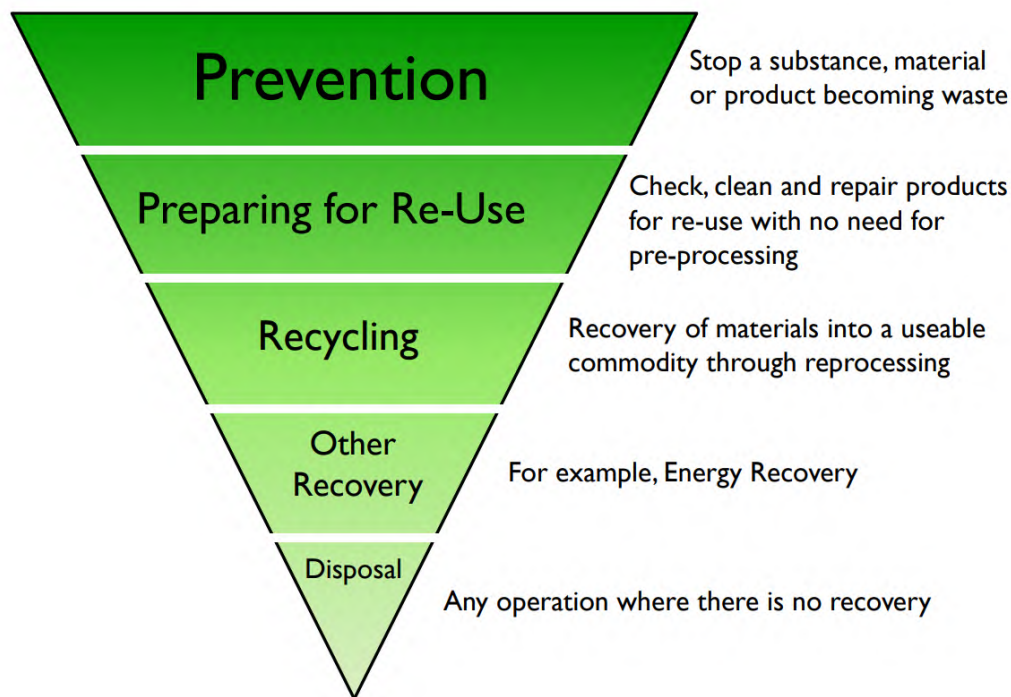 Prevention
Stop a substance, material
or product becoming waste
Preparing for Re-Use
Check, clean and repair products
for re-use with no need for
pre-processing
Recycling
Recovery of materials into a useable
commodity through reprocessing
Other
Recovery
For example, Energy Recovery
Disposal
Any operation where there is no recovery